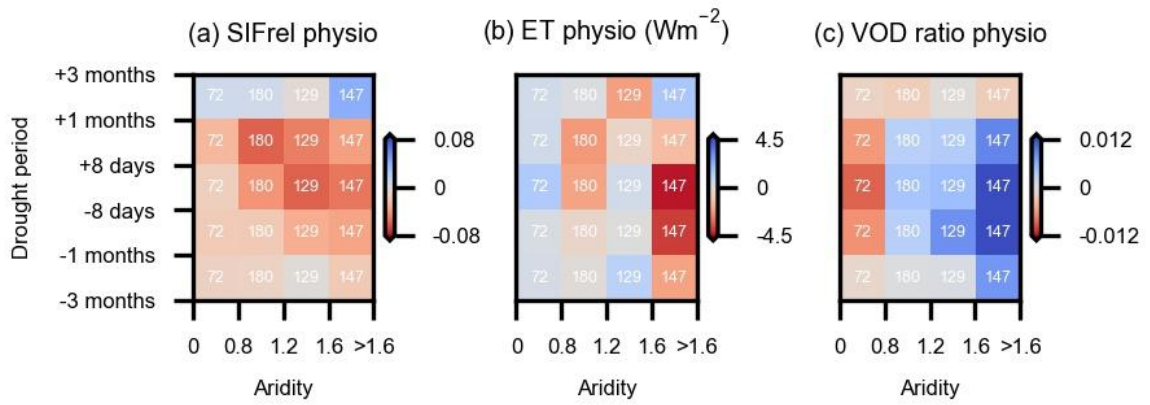 (a) SIFrel physio
(b) ET physio (Wm⁻²)
(c) VOD ratio physio
Drought period
+3 months
+1 months
+8 days
-8 days
-1 months
-3 months
72 180 129 147
72 180 129 147
72 180 129 147
72 180 129 147
72 180 129 147
0.08
0
-0.08
0 0.8 1.2 1.6 >1.6
Aridity
72 180 129 147
72 180 129 147
72 180 129 147
72 180 129 147
72 180 129 147
4.5
0
-4.5
0 0.8 1.2 1.6 >1.6
Aridity
72 180 129 147
72 180 129 147
72 180 129 147
72 180 129 147
72 180 129 147
0.012
0
-0.012
0 0.8 1.2 1.6 >1.6
Aridity